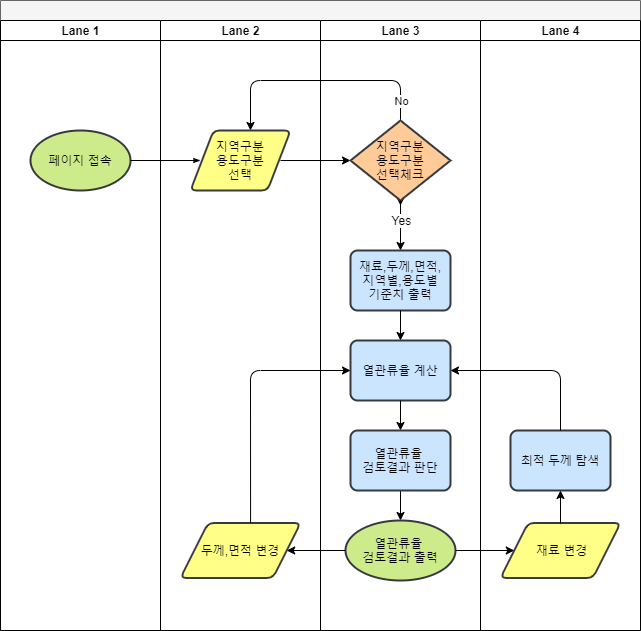 Lane 1
Lane 2
Lane 3
Lane 4
No
페이지 접속
지역구분
용도구분
선택
지역구분
용도구분
선택체크
Yes
재료,두께,면적,
지역별,용도별
기준치 출력
열관류율 계산
열관류율
검토결과 판단
최적 두께 탐색
두께,면적 변경
열관류율
검토결과 출력
재료 변경